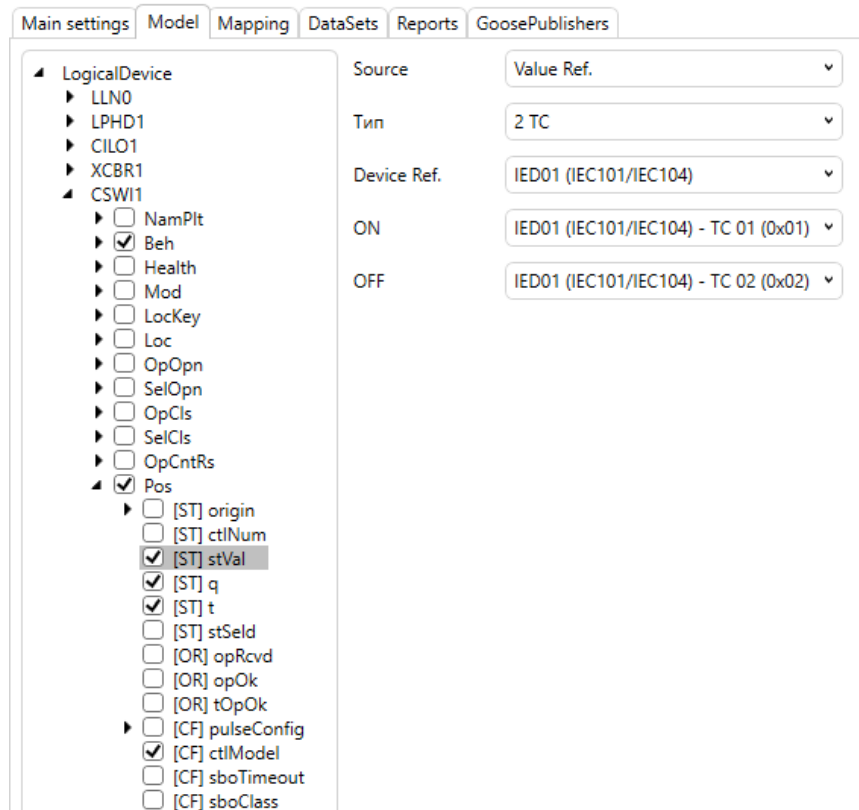 Main settings Model Mapping DataSets Reports GoosePublishers
LogicalDevice
LLN0
LPHD1
CILO1
XCBR1
CSWI1
NamPlt
Beh
Health
Mod
LocKey
Loc
OpOpn
SelOpn
OpCls
SelCls
OpCntRs
Pos
[ST] origin
[ST] ctlNum
[ST] stVal
[ST] q
[ST] t
[ST] stSeld
[OR] opRcvd
[OR] opOk
[OR] tOpOk
[CF] pulseConfig
[CF] ctlModel
[CF] sboTimeout
[CF] sboClass
Source Value Ref.
Тип 2 ТС
Device Ref. IED01 (IEC101/IEC104)
ON IED01 (IEC101/IEC104) - ТС 01 (0x01)
OFF IED01 (IEC101/IEC104) - ТС 02 (0x02)